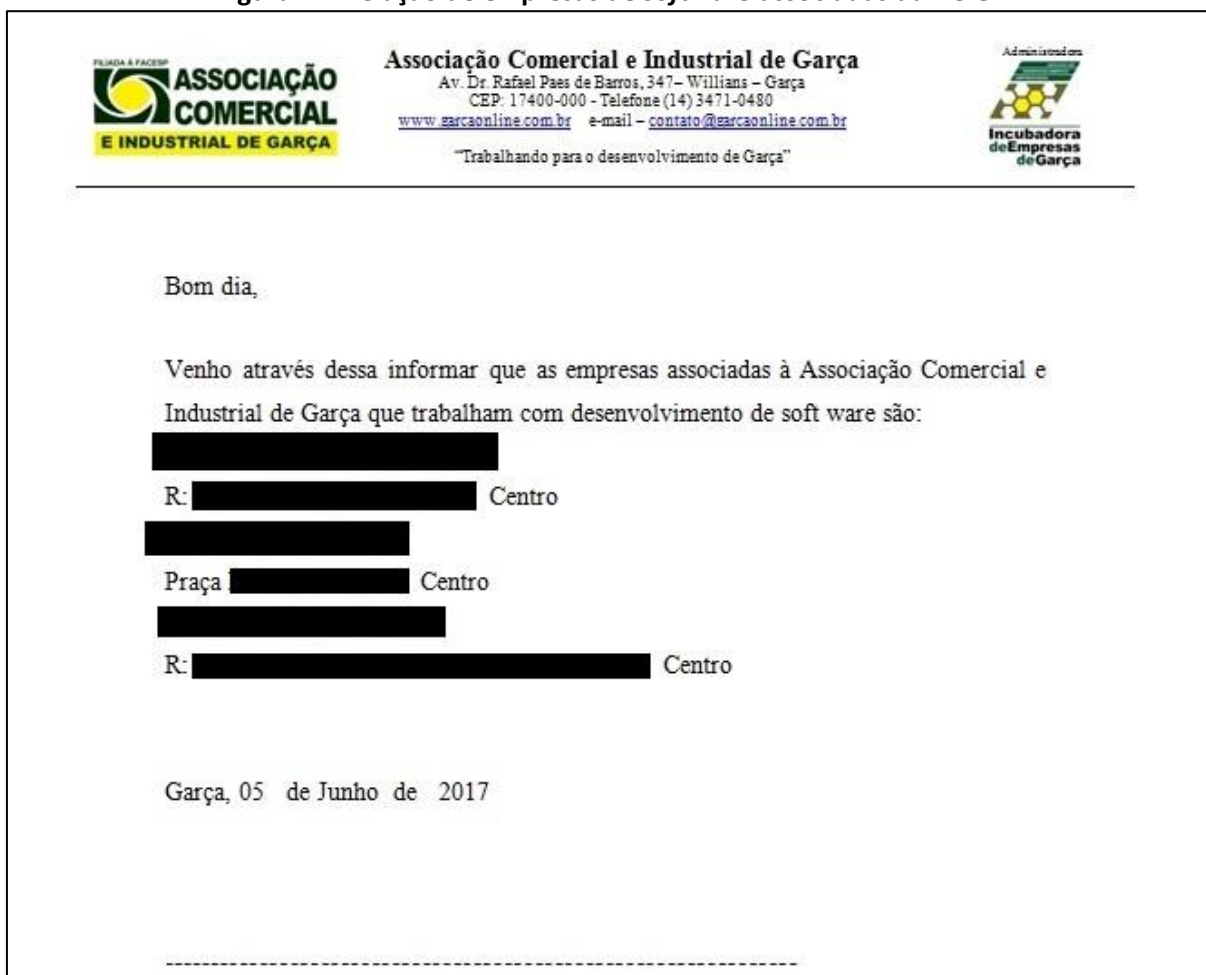 FILIADA À FACESP
ASSOCIAÇÃO
COMERCIAL
E INDUSTRIAL DE GARÇA
Associação Comercial e Industrial de Garça
Av. Dr. Rafael Paes de Barros, 347– Willians – Garça
CEP: 17400-000 - Telefone (14) 3471-0480
www.garcaonline.com.br e-mail – contato@garcaonline.com.br
“Trabalhando para o desenvolvimento de Garça”
Administradora
Incubadora
deEmpresas
deGarça
Bom dia,
Venho através dessa informar que as empresas associadas à Associação Comercial e
Industrial de Garça que trabalham com desenvolvimento de soft ware são:
R: Centro
Praça Centro
R: Centro
Garça, 05 de Junho de 2017